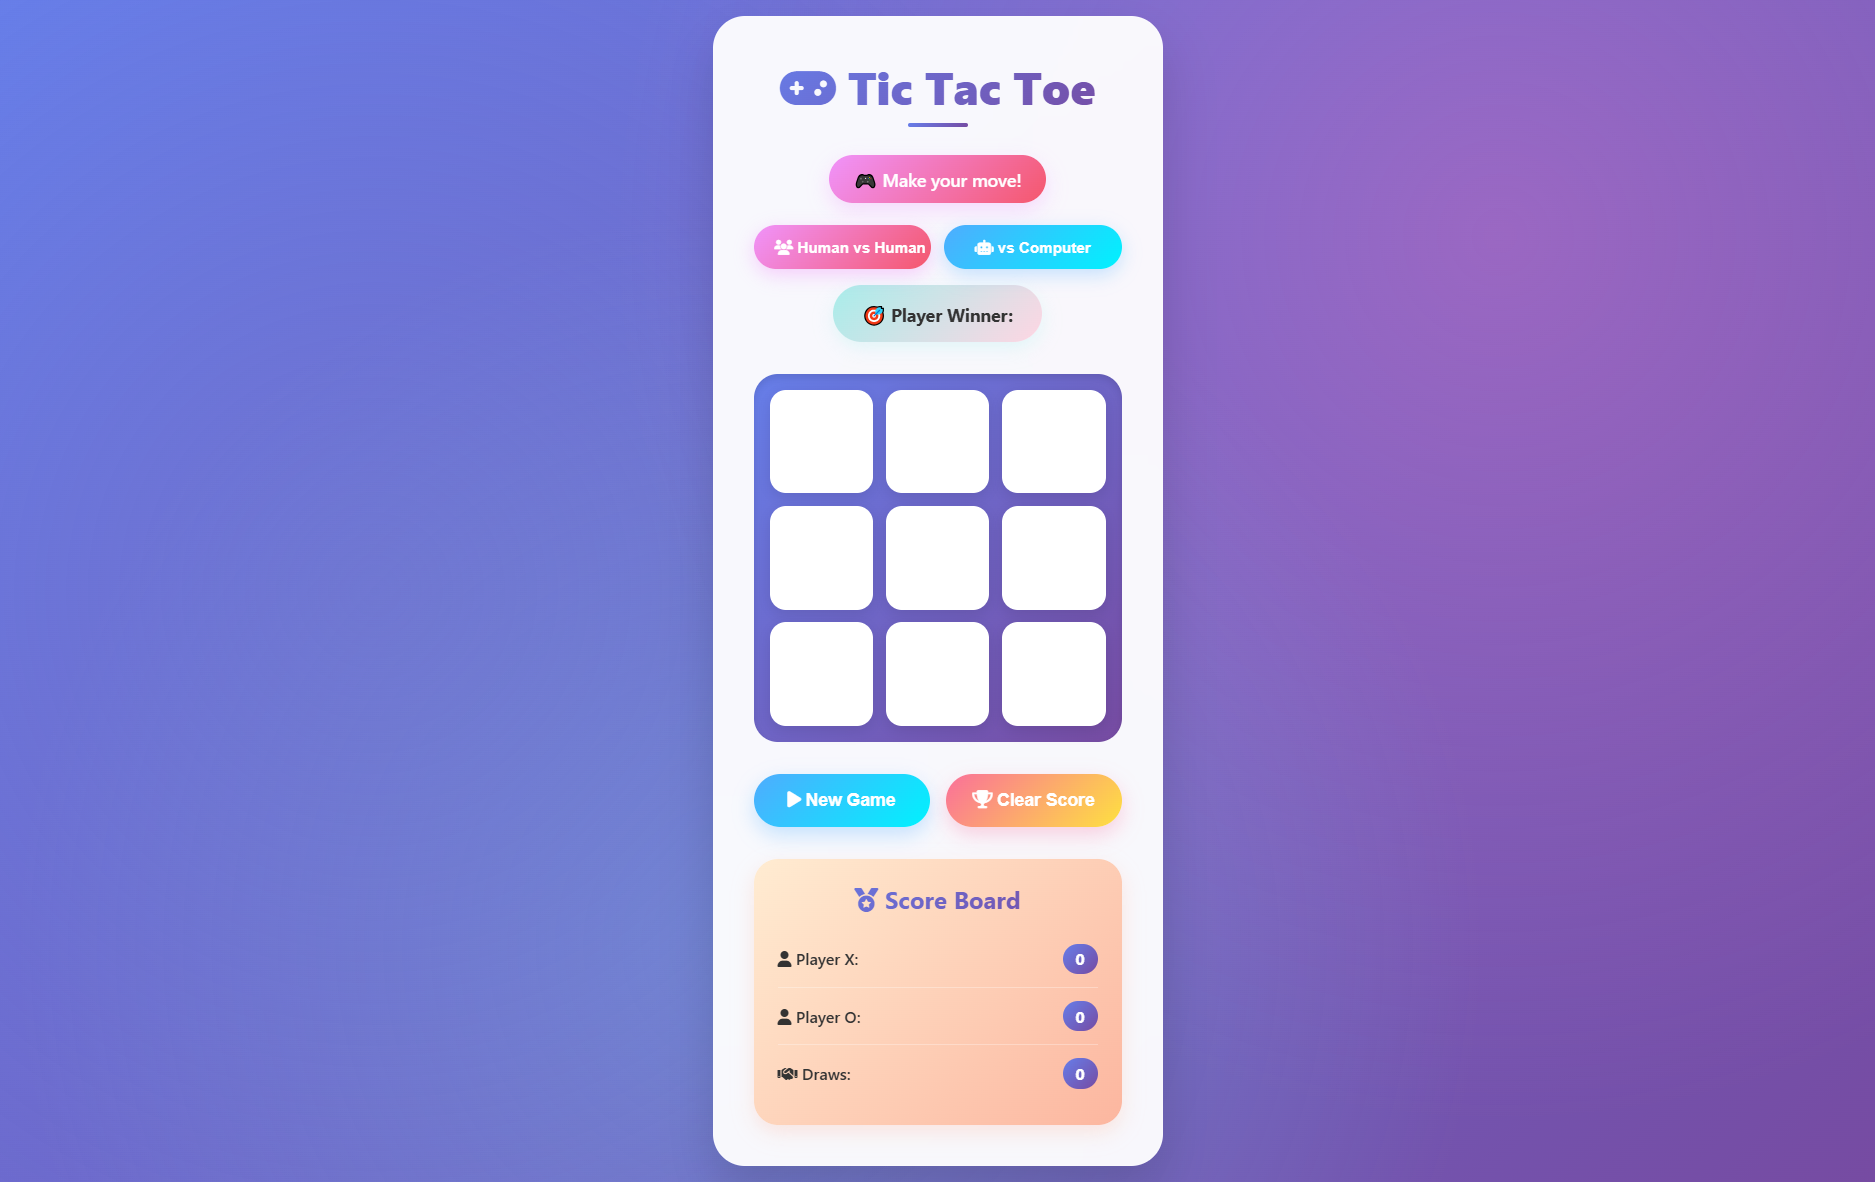 Tic Tac Toe
🎮 Make your move!
Human vs Human
vs Computer
🎯 Player Winner:
New Game
Clear Score
Score Board
Player X: 0
Player O: 0
Draws: 0